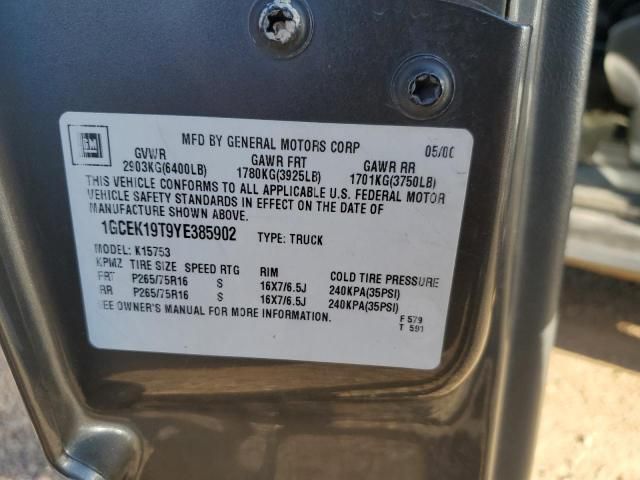 GM
MFD BY GENERAL MOTORS CORP 05/00
GVWR GAWR FRT GAWR RR
2903KG(6400LB) 1780KG(3925LB) 1701KG(3750LB)
THIS VEHICLE CONFORMS TO ALL APPLICABLE U.S. FEDERAL MOTOR
VEHICLE SAFETY STANDARDS IN EFFECT ON THE DATE OF
MANUFACTURE SHOWN ABOVE.
1GCEK19T9YE385902 TYPE: TRUCK
MODEL: K15753
KPMZ TIRE SIZE SPEED RTG RIM COLD TIRE PRESSURE
FRT P265/75R16 S 16X7/6.5J 240KPA(35PSI)
RR P265/75R16 S 16X7/6.5J 240KPA(35PSI)
SEE OWNER'S MANUAL FOR MORE INFORMATION.
F 579
T 591